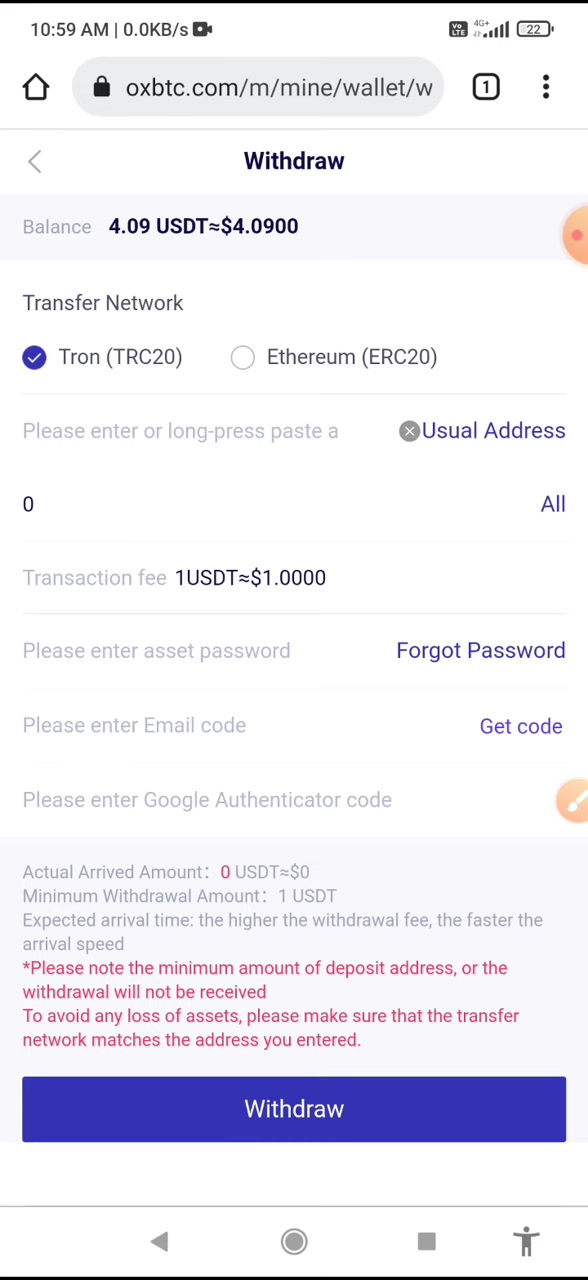 10:59 AM | 0.0KB/s
Vo LTE 4G+ 22
oxbtc.com/m/mine/wallet/w 1
Withdraw
Balance 4.09 USDT≈$4.0900
Transfer Network
Tron (TRC20) Ethereum (ERC20)
Please enter or long-press paste a Usual Address
0 All
Transaction fee 1USDT≈$1.0000
Please enter asset password Forgot Password
Please enter Email code Get code
Please enter Google Authenticator code
Actual Arrived Amount： 0 USDT≈$0
Minimum Withdrawal Amount： 1 USDT
Expected arrival time: the higher the withdrawal fee, the faster the
arrival speed
*Please note the minimum amount of deposit address, or the
withdrawal will not be received
To avoid any loss of assets, please make sure that the transfer
network matches the address you entered.
Withdraw